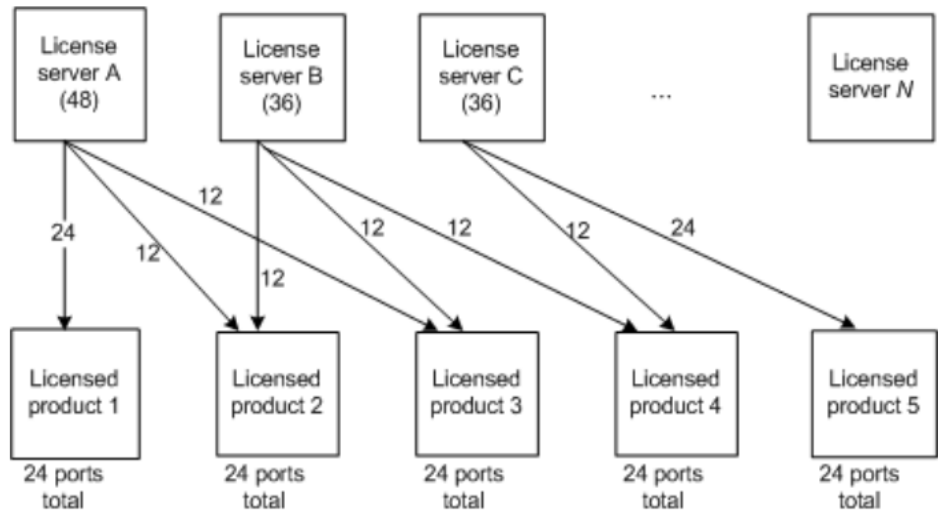 License
server A
(48)
License
server B
(36)
License
server C
(36)
...
License
server N
24
12
12
12
12
12
12
24
Licensed
product 1
Licensed
product 2
Licensed
product 3
Licensed
product 4
Licensed
product 5
24 ports
total
24 ports
total
24 ports
total
24 ports
total
24 ports
total